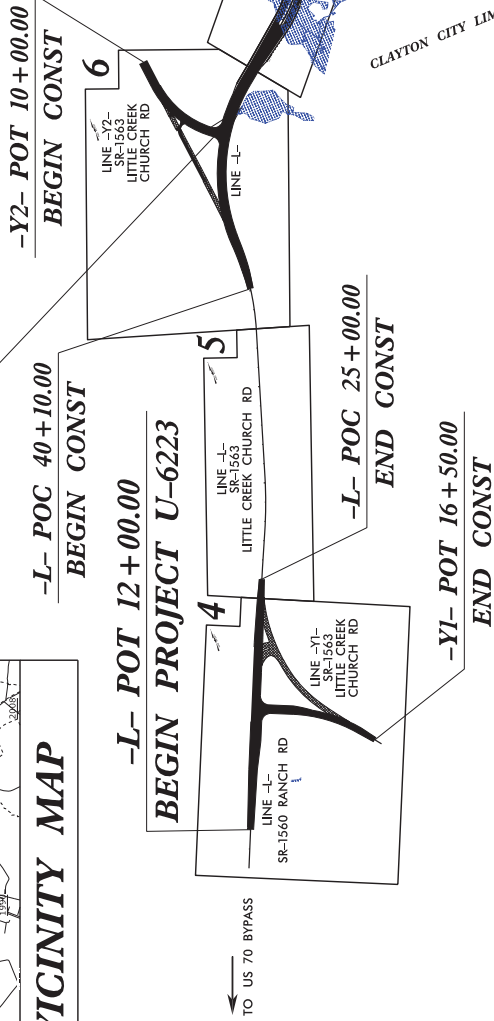 -Y2- POT 10+00.00
BEGIN CONST
6
LINE -Y2-
SR-1563
LITTLE CREEK
CHURCH RD
LINE -L-
CLAYTON CITY LIM
-L- POC 40+10.00
BEGIN CONST
5
LINE -L-
SR-1563
LITTLE CREEK CHURCH RD
-L- POC 25+00.00
END CONST
-L- POT 12+00.00
BEGIN PROJECT U-6223
4
LINE -Y1-
SR-1563
LITTLE CREEK
CHURCH RD
-Y1- POT 16+50.00
END CONST
LINE -L-
SR-1560 RANCH RD
TO US 70 BYPASS
VICINITY MAP